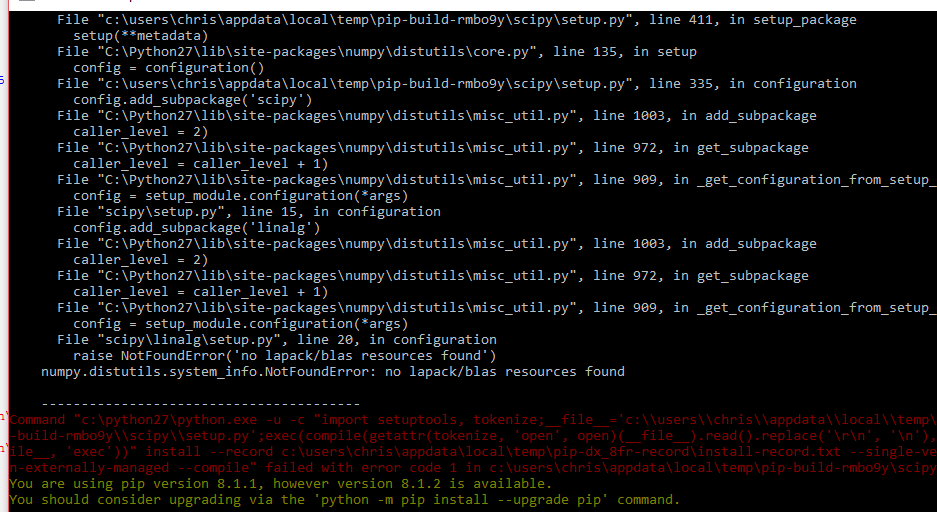 File "c:\users\chris\appdata\local\temp\pip-build-rmbo9y\scipy\setup.py", line 411, in setup_package
setup(**metadata)
File "C:\Python27\lib\site-packages\numpy\distutils\core.py", line 135, in setup
config = configuration()
File "c:\users\chris\appdata\local\temp\pip-build-rmbo9y\scipy\setup.py", line 335, in configuration
config.add_subpackage('scipy')
File "C:\Python27\lib\site-packages\numpy\distutils\misc_util.py", line 1003, in add_subpackage
caller_level = 2)
File "C:\Python27\lib\site-packages\numpy\distutils\misc_util.py", line 972, in get_subpackage
caller_level = caller_level + 1)
File "C:\Python27\lib\site-packages\numpy\distutils\misc_util.py", line 909, in _get_configuration_from_setup_
config = setup_module.configuration(*args)
File "scipy\setup.py", line 15, in configuration
config.add_subpackage('linalg')
File "C:\Python27\lib\site-packages\numpy\distutils\misc_util.py", line 1003, in add_subpackage
caller_level = 2)
File "C:\Python27\lib\site-packages\numpy\distutils\misc_util.py", line 972, in get_subpackage
caller_level = caller_level + 1)
File "C:\Python27\lib\site-packages\numpy\distutils\misc_util.py", line 909, in _get_configuration_from_setup_
config = setup_module.configuration(*args)
File "scipy\linalg\setup.py", line 20, in configuration
raise NotFoundError('no lapack/blas resources found')
numpy.distutils.system_info.NotFoundError: no lapack/blas resources found
----------------------------------------
Command "c:\python27\python.exe -u -c "import setuptools, tokenize;__file__='c:\\users\\chris\\appdata\\local\\temp\
-build-rmbo9y\\scipy\\setup.py';exec(compile(getattr(tokenize, 'open', open)(__file__).read().replace('\r\n', '\n'),
ile__, 'exec'))" install --record c:\users\chris\appdata\local\temp\pip-dx_8fr-record\install-record.txt --single-ve
n-externally-managed --compile" failed with error code 1 in c:\users\chris\appdata\local\temp\pip-build-rmbo9y\scipy
You are using pip version 8.1.1, however version 8.1.2 is available.
You should consider upgrading via the 'python -m pip install --upgrade pip' command.